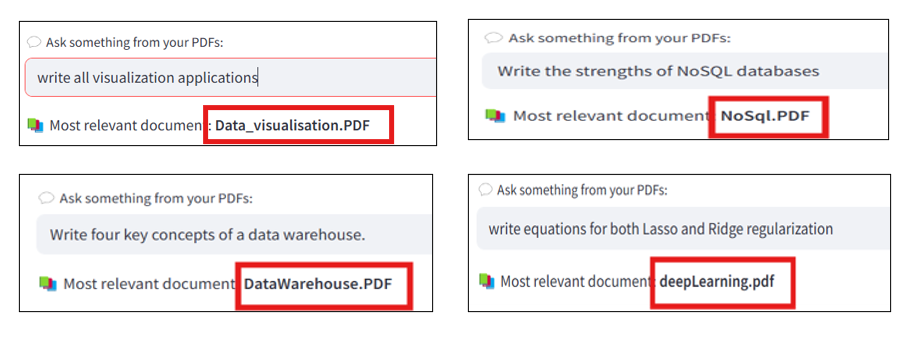 Ask something from your PDFs:
write all visualization applications
Most relevant document: Data_visualisation.PDF
Ask something from your PDFs:
Write the strengths of NoSQL databases
Most relevant document: NoSql.PDF
Ask something from your PDFs:
Write four key concepts of a data warehouse.
Most relevant document: DataWarehouse.PDF
Ask something from your PDFs:
write equations for both Lasso and Ridge regularization
Most relevant document: deepLearning.pdf